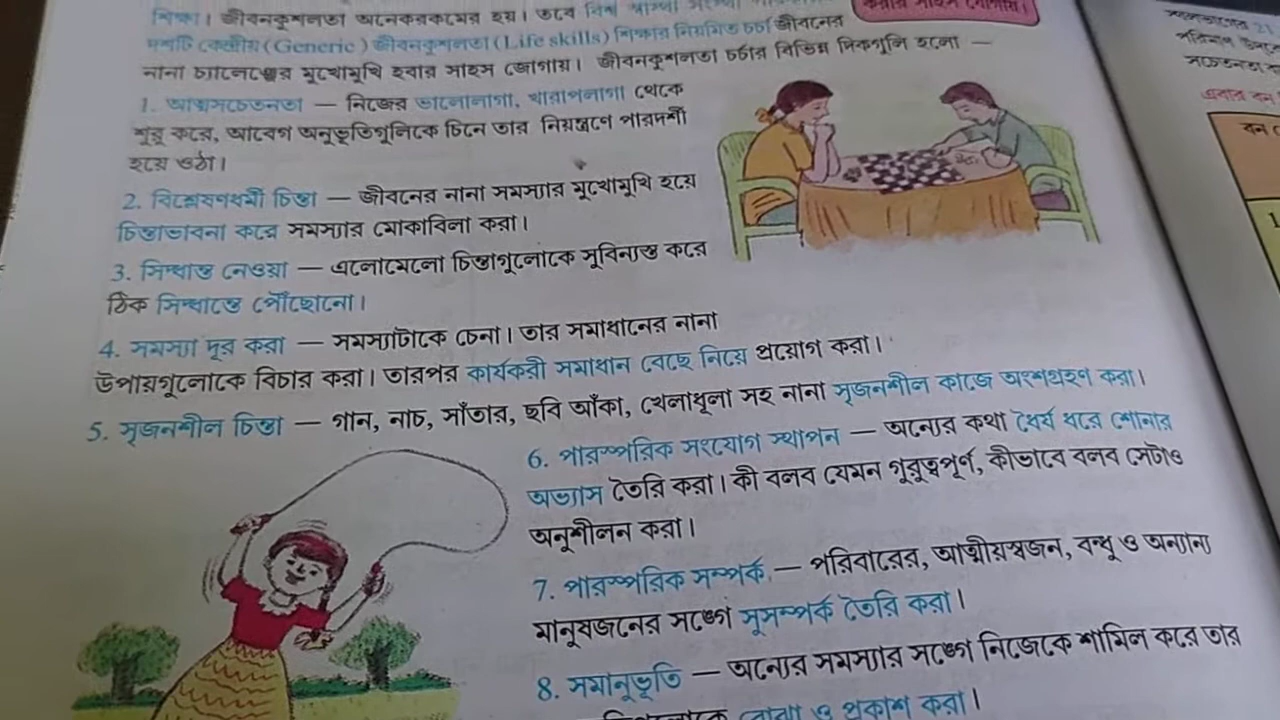 শিক্ষা। জীবনকুশলতা অনেকরকমের হয়। তবে বিশ্ব
দশটি কেন্দ্রীয় (Generic) জীবনকুশলতা (Life skills) শিক্ষার নিয়মিত চর্চা জীবনের
নানা চ্যালেঞ্জের মুখোমুখি হবার সাহস জোগায়। জীবনকুশলতা চর্চার বিভিন্ন দিকগুলি হলো —
1. আত্মসচেতনতা — নিজের ভালোলাগা, খারাপলাগা থেকে
শুরু করে, আবেগ অনুভূতিগুলিকে চিনে তার নিয়ন্ত্রণে পারদর্শী
হয়ে ওঠা।
2. বিশ্লেষণধর্মী চিন্তা — জীবনের নানা সমস্যার মুখোমুখি হয়ে
চিন্তাভাবনা করে সমস্যার মোকাবিলা করা।
3. সিদ্ধান্ত নেওয়া — এলোমেলো চিন্তাগুলোকে সুবিন্যস্ত করে
ঠিক সিদ্ধান্তে পৌঁছোনো।
4. সমস্যা দূর করা — সমস্যাটাকে চেনা। তার সমাধানের নানা
উপায়গুলোকে বিচার করা। তারপর কার্যকরী সমাধান বেছে নিয়ে প্রয়োগ করা।
5. সৃজনশীল চিন্তা — গান, নাচ, সাঁতার, ছবি আঁকা, খেলাধূলা সহ নানা সৃজনশীল কাজে অংশগ্রহণ করা।
6. পারস্পরিক সংযোগ স্থাপন — অন্যের কথা ধৈর্য ধরে শোনার
অভ্যাস তৈরি করা। কী বলব যেমন গুরুত্বপূর্ণ, কীভাবে বলব সেটাও
অনুশীলন করা।
7. পারস্পরিক সম্পর্ক — পরিবারের, আত্মীয়স্বজন, বন্ধু ও অন্যান্য
মানুষজনের সঙ্গে সুসম্পর্ক তৈরি করা।
8. সমানুভূতি — অন্যের সমস্যার সঙ্গে নিজেকে শামিল করে তার
বোঝা ও প্রকাশ করা।
এবার বন
বন